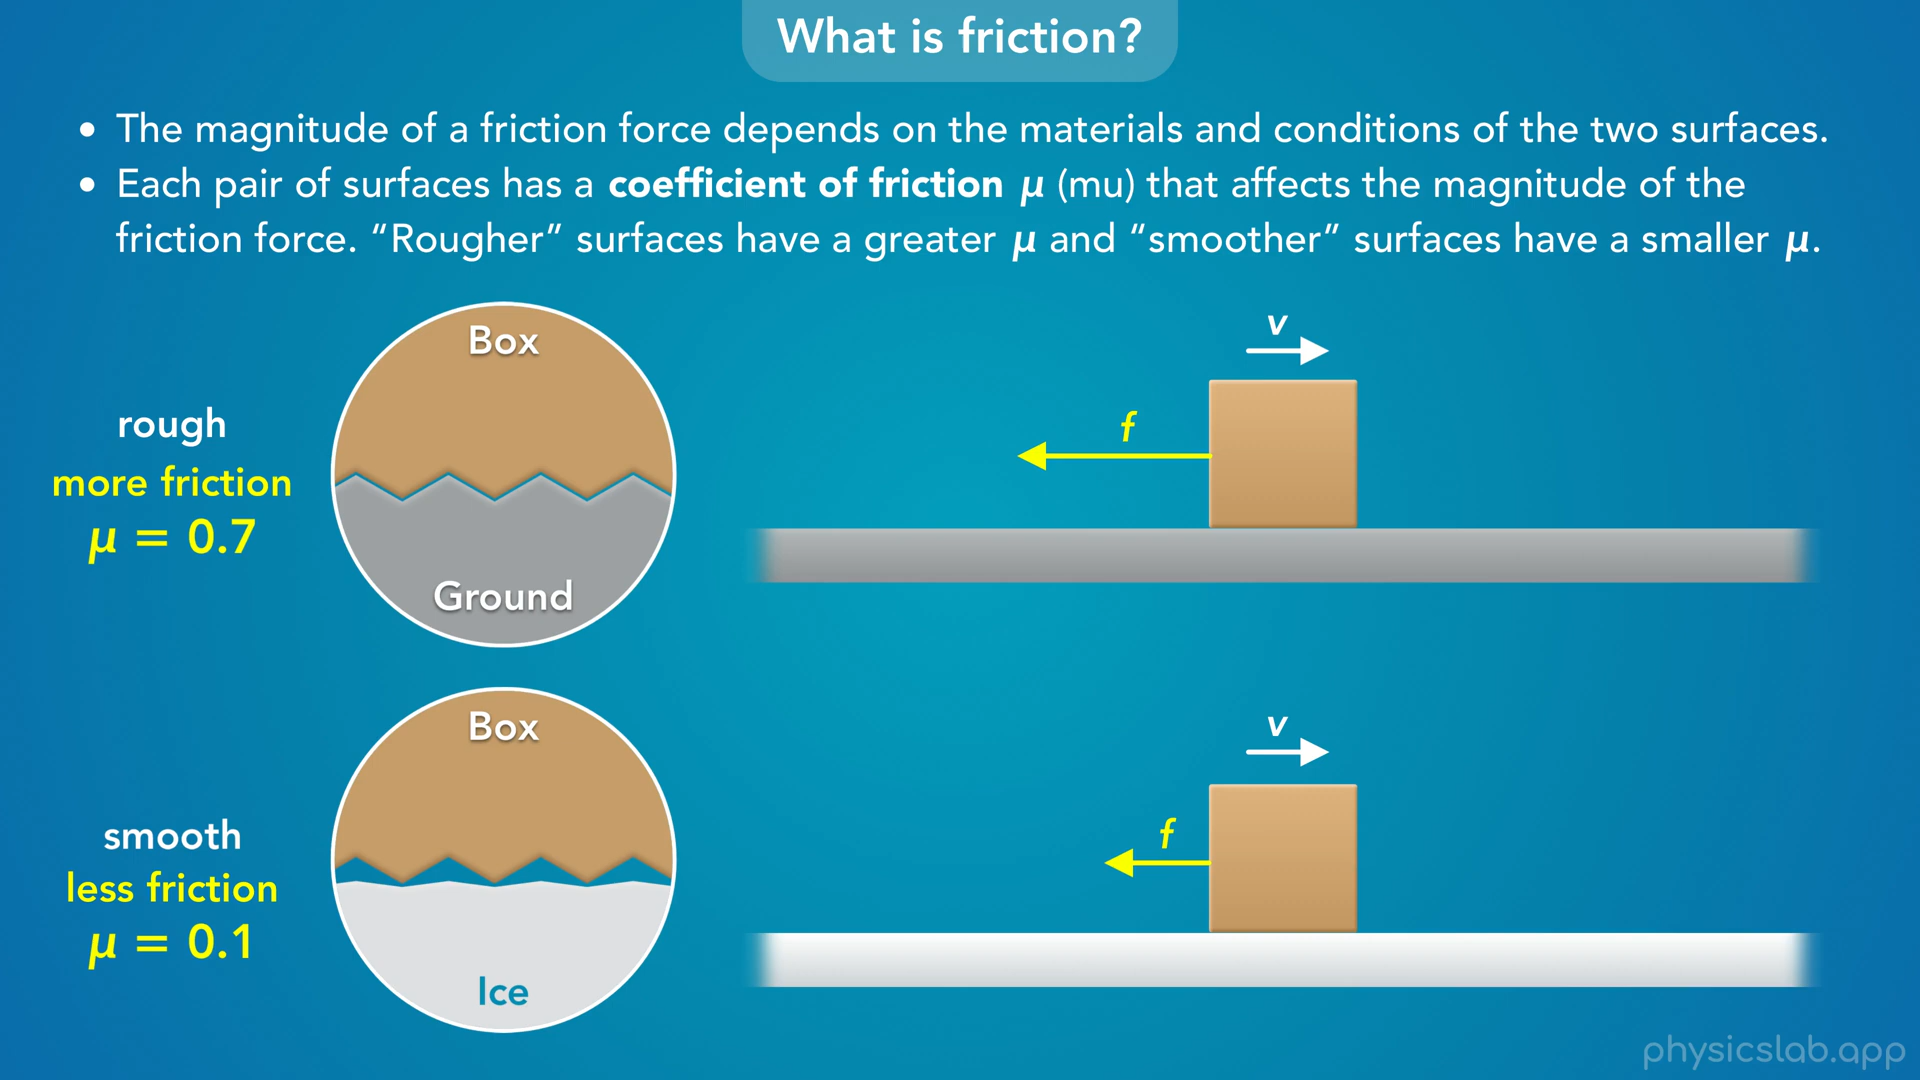 What is friction?
• The magnitude of a friction force depends on the materials and conditions of the two surfaces.
• Each pair of surfaces has a coefficient of friction μ (mu) that affects the magnitude of the
friction force. “Rougher” surfaces have a greater μ and “smoother” surfaces have a smaller μ.
rough
more friction
μ = 0.7
Box
Ground
v
f
smooth
less friction
μ = 0.1
Box
Ice
v
f
physicslab.app